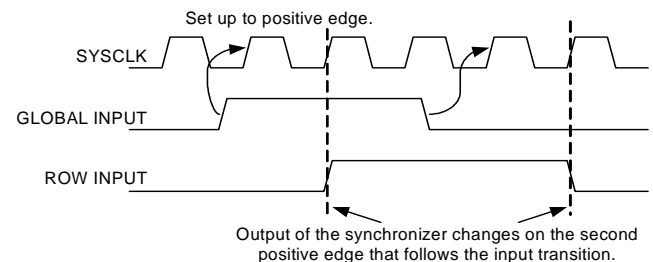 Set up to positive edge.
SYSCLK
GLOBAL INPUT
ROW INPUT
Output of the synchronizer changes on the second
positive edge that follows the input transition.